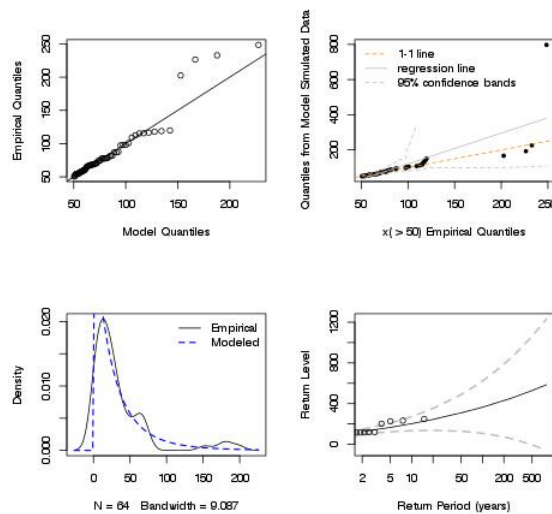 Empirical Quantiles
50
100
150
200
250
50
100
150
200
Model Quantiles
Quantiles from Model Simulated Data
200
400
600
800
1-1 line
regression line
95% confidence bands
50
100
150
200
250
x( > 50) Empirical Quantiles
Density
0.000
0.010
0.020
Empirical
Modeled
0
50
100
150
200
N = 64 Bandwidth = 9.087
Return Level
0
400
800
1200
2
5
10
50
200
500
Return Period (years)